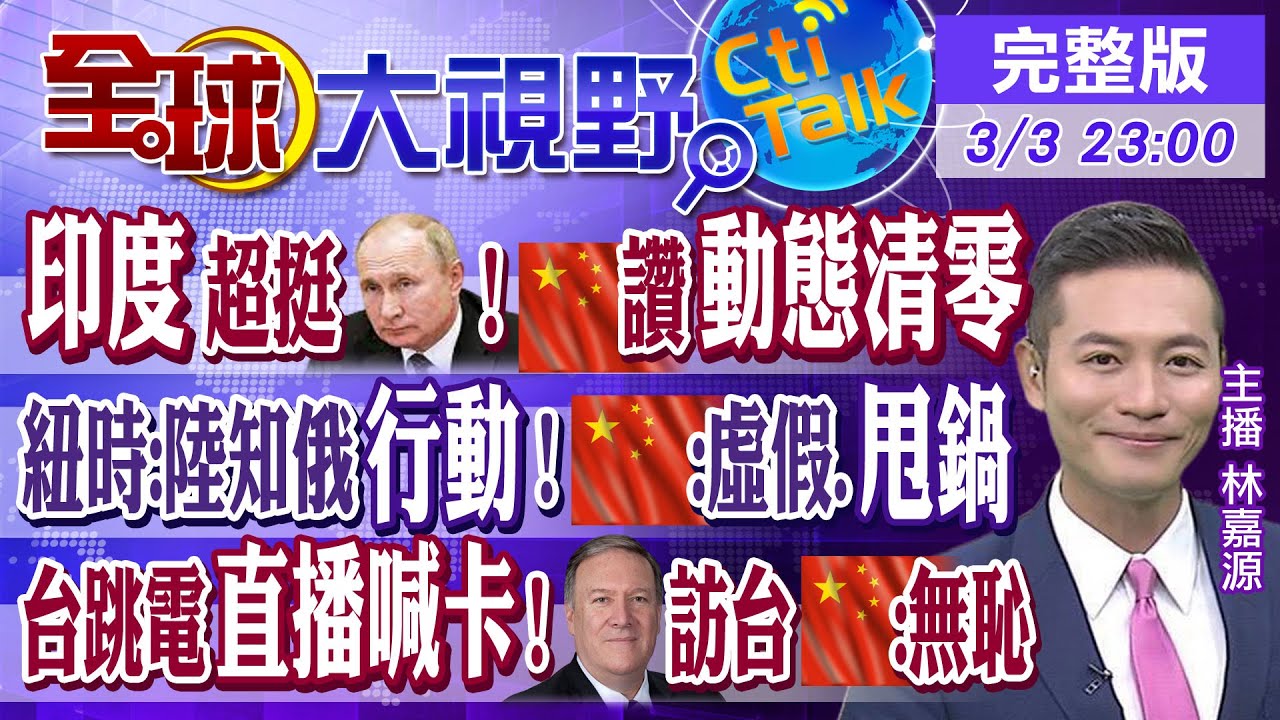 全球大視野
Cti
Talk
完整版
3/3 23:00
印度超挺！讚動態清零
紐時:陸知俄行動！:虛假.甩鍋
台跳電直播喊卡！訪台:無恥
主播 林嘉源